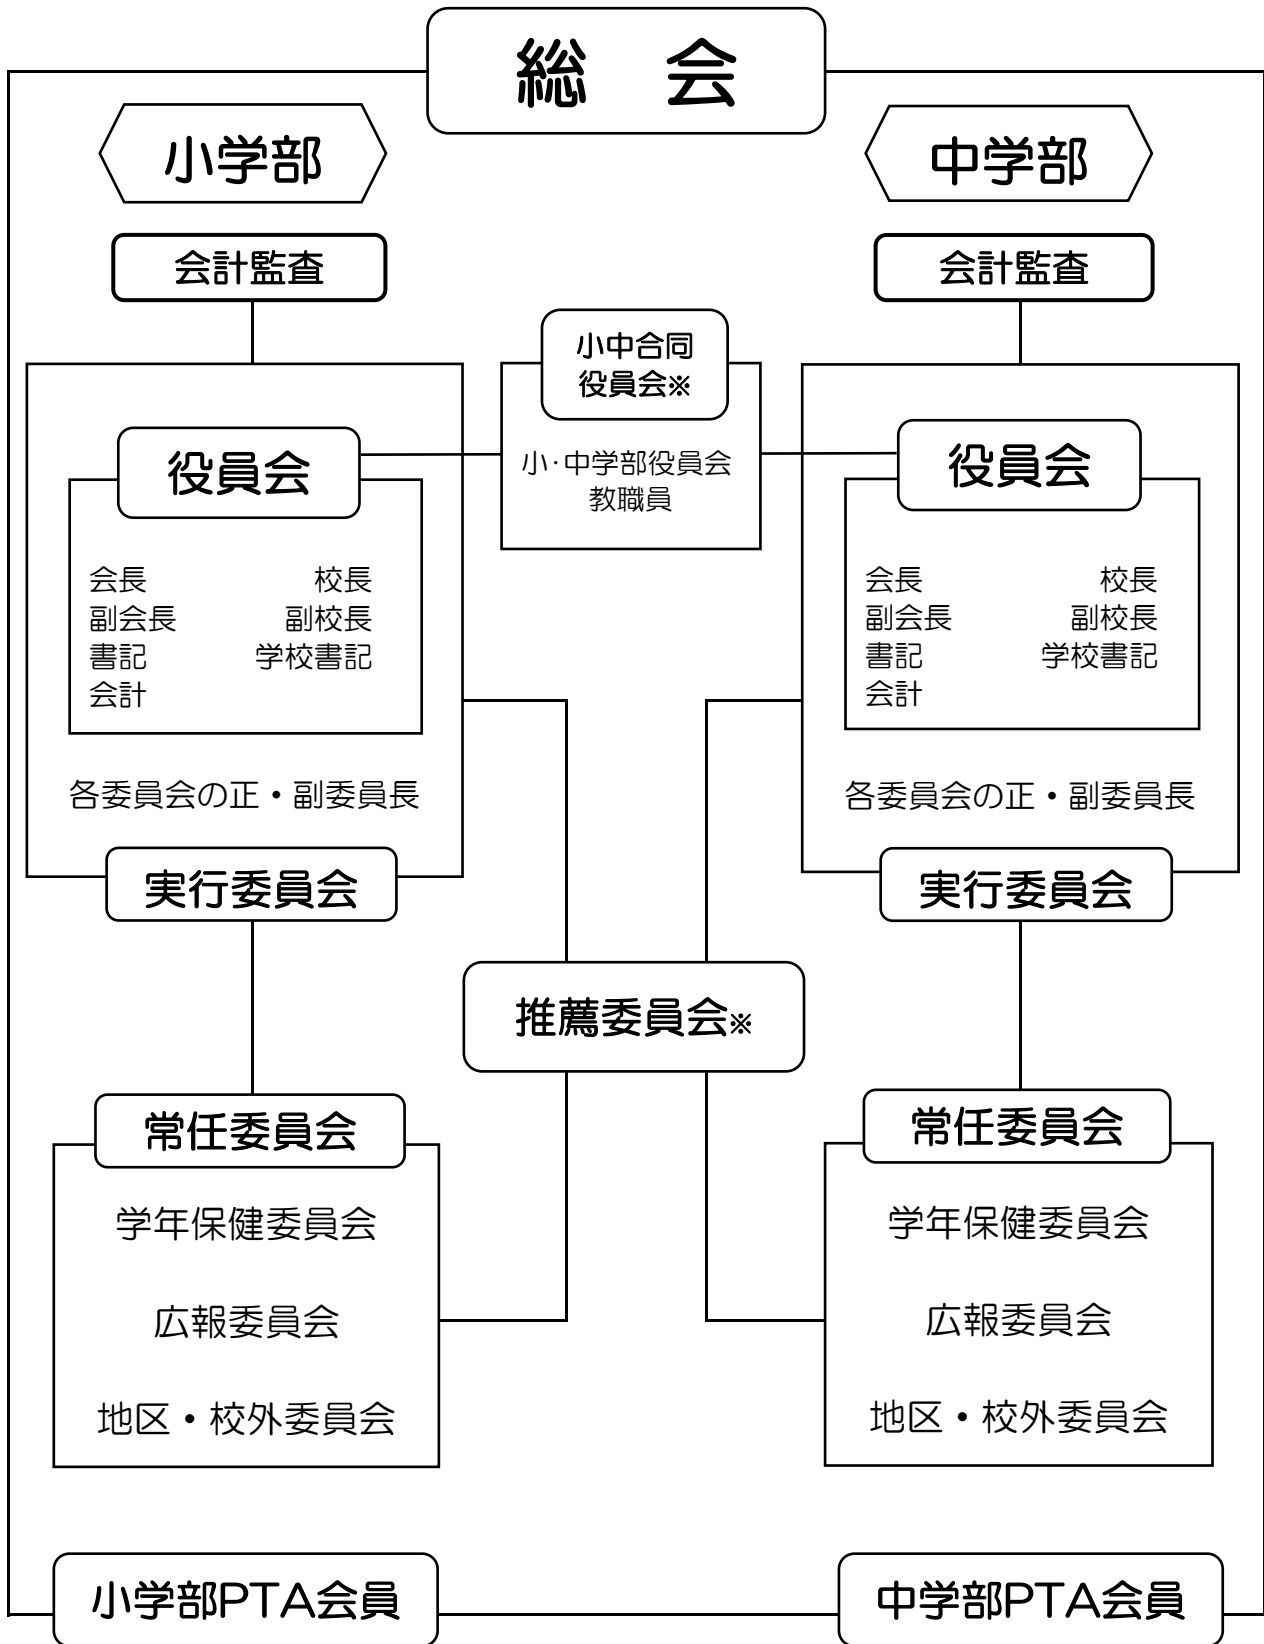 総　会
小学部
中学部
会計監査
会計監査
小中合同
役員会※
小・中学部役員会
教職員
役員会
会長　校長
副会長　副校長
書記　学校書記
会計
各委員会の正・副委員長
実行委員会
役員会
会長　校長
副会長　副校長
書記　学校書記
会計
各委員会の正・副委員長
実行委員会
推薦委員会※
常任委員会
学年保健委員会
広報委員会
地区・校外委員会
常任委員会
学年保健委員会
広報委員会
地区・校外委員会
小学部PTA会員
中学部PTA会員